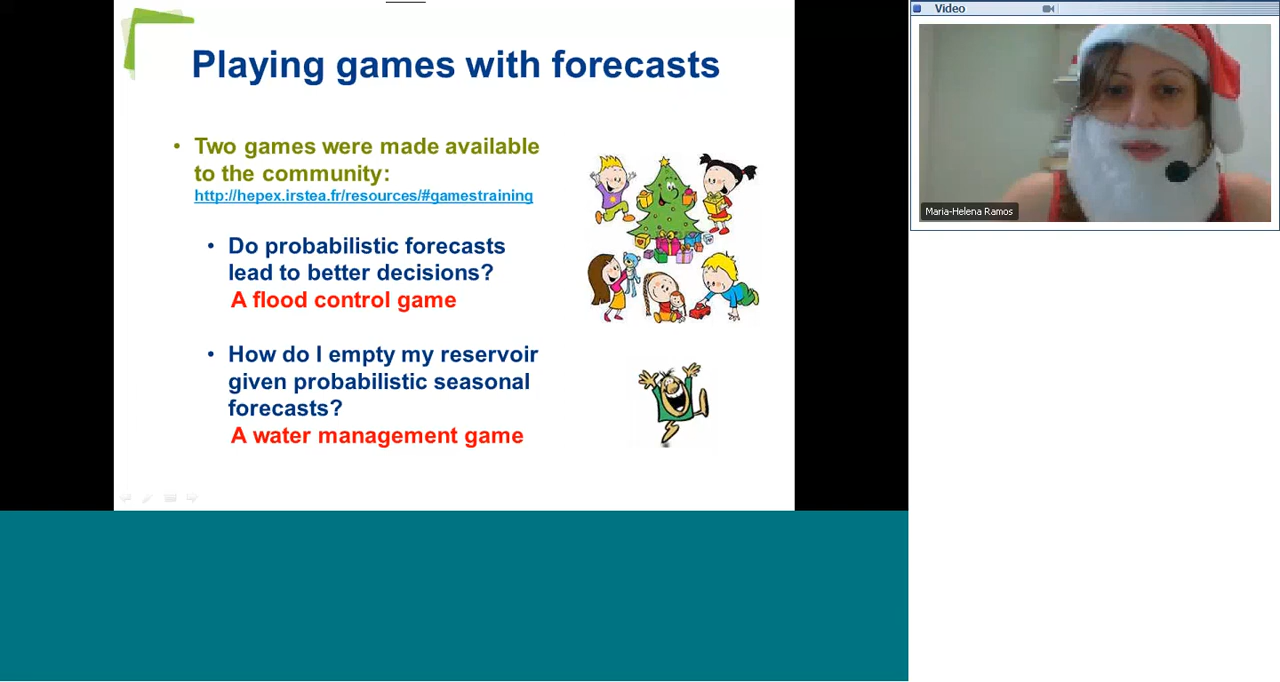 Playing games with forecasts
• Two games were made available
to the community:
http://hepex.irstea.fr/resources/#gamestraining
• Do probabilistic forecasts
lead to better decisions?
A flood control game
• How do I empty my reservoir
given probabilistic seasonal
forecasts?
A water management game
Video
Maria-Helena Ramos